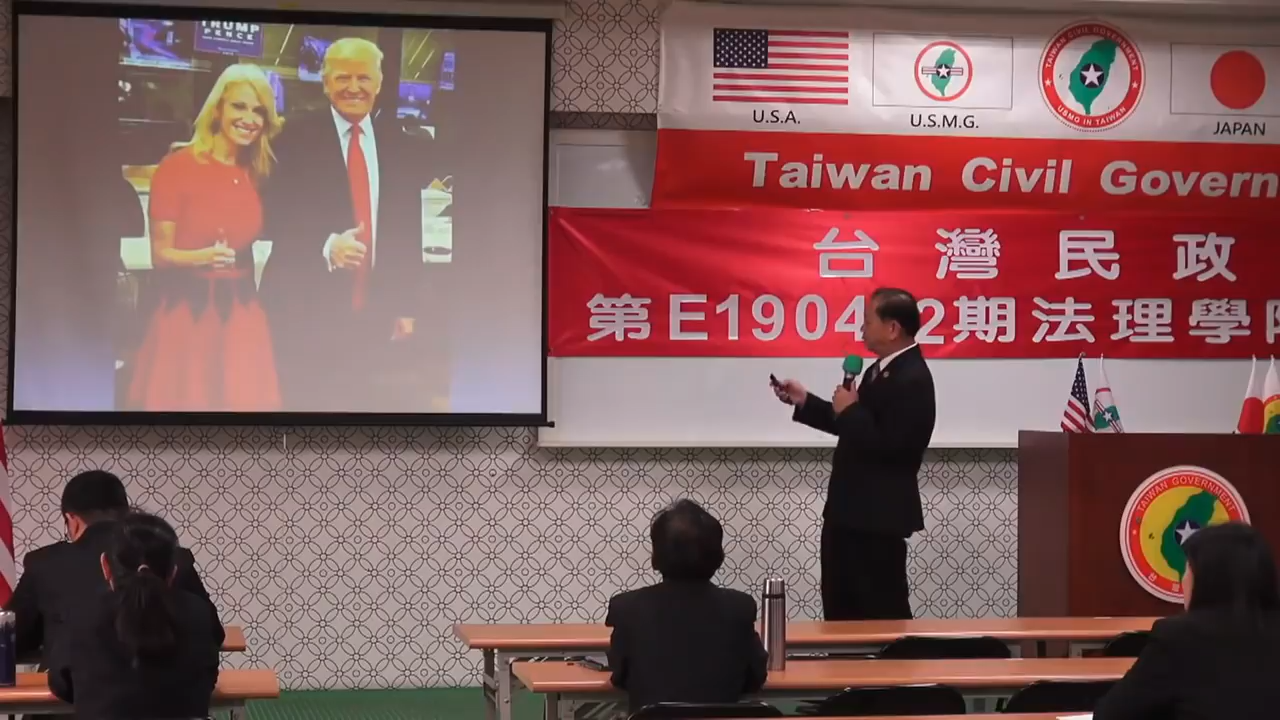 TRUMP
PENCE
U.S.A.
U.S.M.G.
TAIWAN CIVIL GOVERNMENT
USMG IN TAIWAN
JAPAN
Taiwan Civil Govern
台灣民政
第E1904 2期法理學
TAIWAN GOVERNMENT